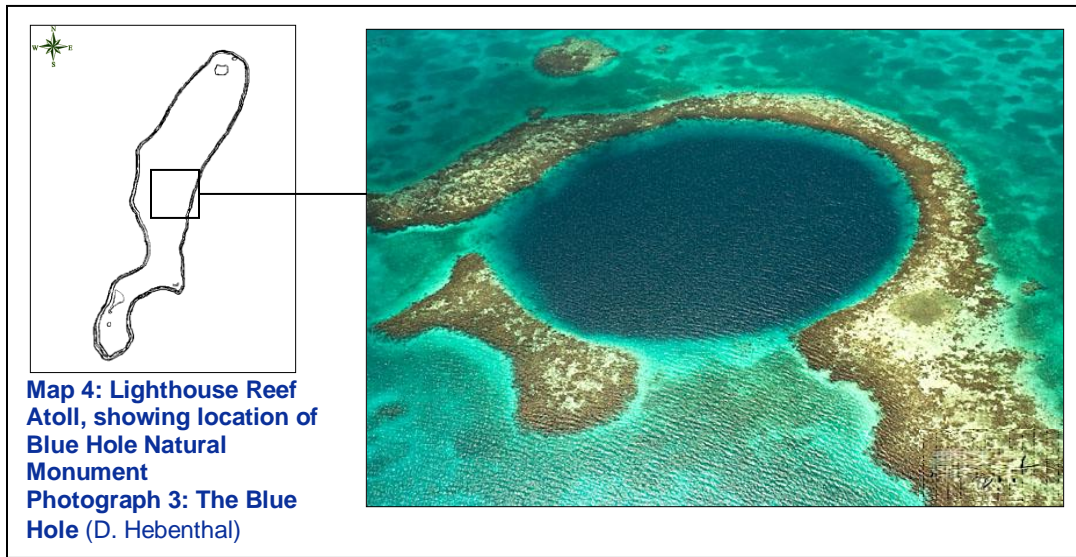 N
W E
S
Map 4: Lighthouse Reef
Atoll, showing location of
Blue Hole Natural
Monument
Photograph 3: The Blue
Hole (D. Hebenthal)